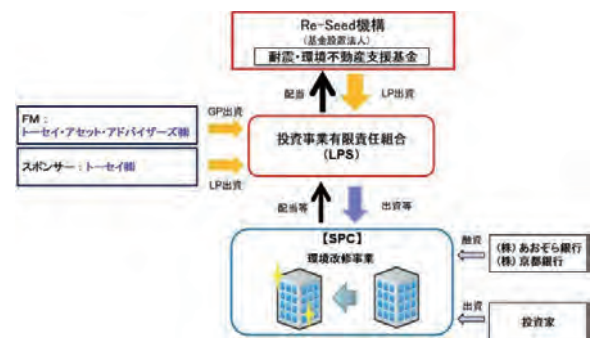 Re-Seed機構
(基金設置法人)
耐震・環境不動産支援基金
配当
LP出資
FM：
トーセイ・アセット・アドバイザーズ㈱
GP出資
投資事業有限責任組合
(LPS)
スポンサー：トーセイ㈱
LP出資
配当等
出資等
【SPC】
環境改修事業
融資
(株)あおぞら銀行
(株)京都銀行
出資
投資家